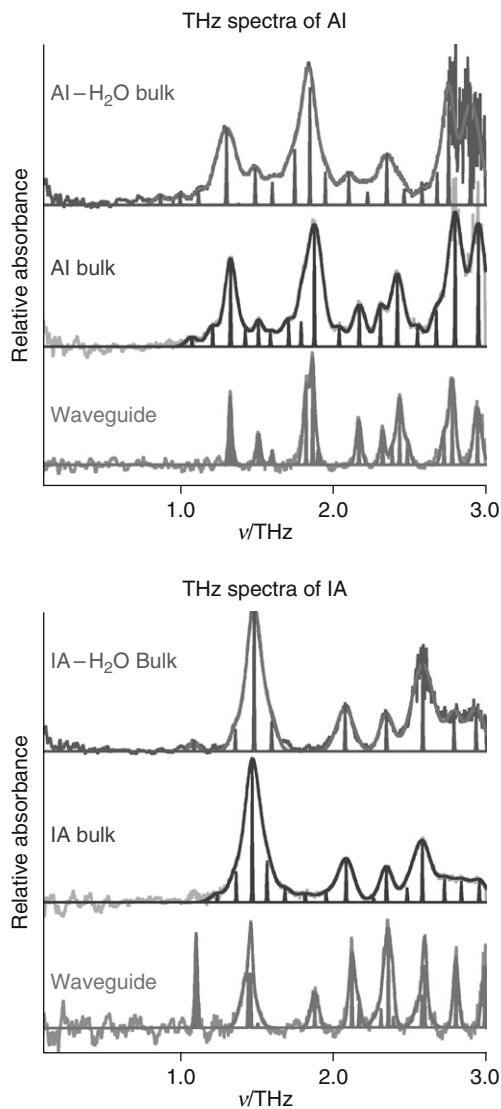 THz spectra of AI
AI–H₂O bulk
AI bulk
Waveguide
Relative absorbance
1.0 2.0 3.0
ν/THz
THz spectra of IA
IA–H₂O Bulk
IA bulk
Waveguide
Relative absorbance
1.0 2.0 3.0
ν/THz